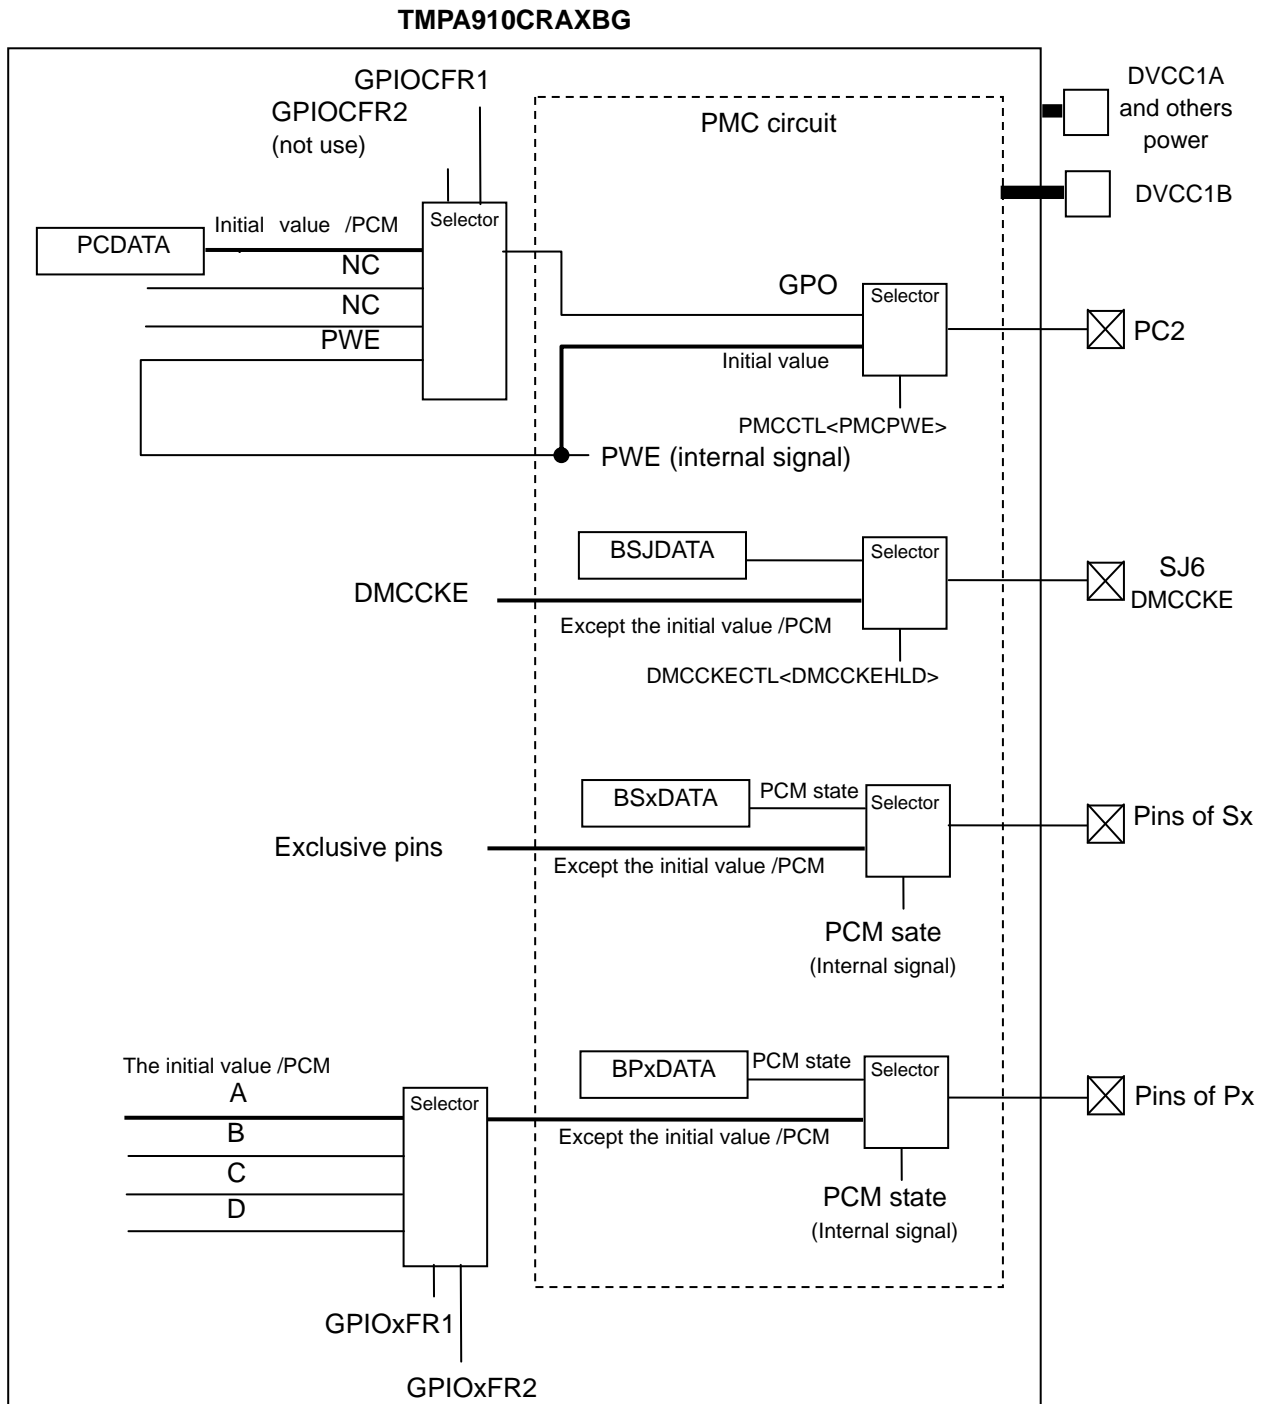 TMPA910CRAXBG
GPIOCFR1
GPIOCFR2
(not use)
PMC circuit
DVCC1A
and others
power
DVCC1B
PCDATA
Initial value /PCM
Selector
NC
NC
PWE
GPO
Selector
Initial value
PC2
PMCCTL<PMCPWE>
PWE (internal signal)
BSJDATA
Selector
DMCCKE
Except the initial value /PCM
SJ6
DMCCKE
DMCCKECTL<DMCCKEHLD>
BSxDATA
PCM state
Selector
Exclusive pins
Except the initial value /PCM
Pins of Sx
PCM sate
(Internal signal)
The initial value /PCM
A
B
C
D
Selector
BPxDATA
PCM state
Selector
Except the initial value /PCM
Pins of Px
PCM state
(Internal signal)
GPIOxFR1
GPIOxFR2